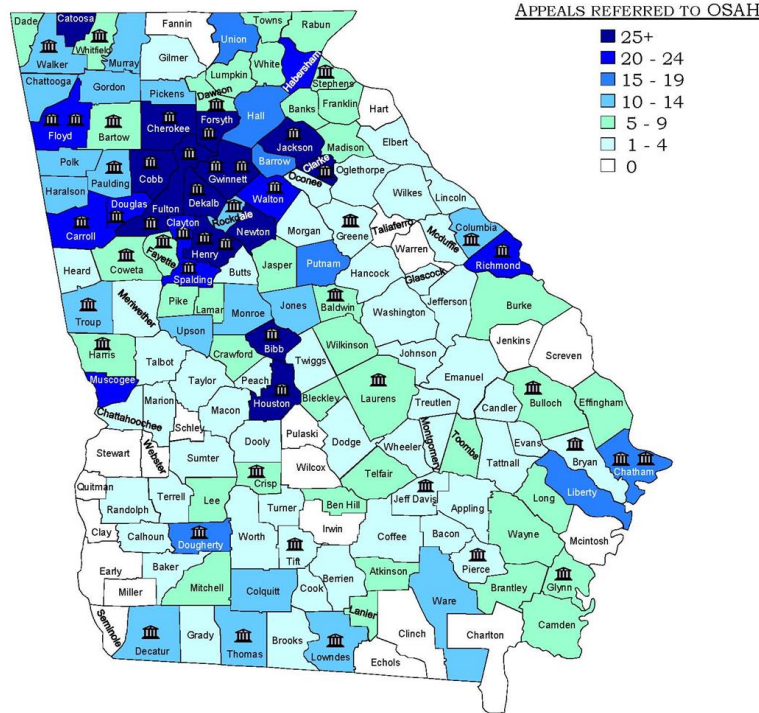 APPEALS REFERRED TO OSAH
25+
20 - 24
15 - 19
10 - 14
5 - 9
1 - 4
0
Dade
Catoosa
Whitfield
Walker
Murray
Fannin
Union
Towns
Rabun
Gilmer
White
Habersham
Lumpkin
Stephens
Chattooga
Gordon
Pickens
Dawson
Banks
Franklin
Hart
Floyd
Bartow
Cherokee
Forsyth
Hall
Jackson
Madison
Elbert
Polk
Paulding
Cobb
Gwinnett
Barrow
Clarke
Oconee
Oglethorpe
Wilkes
Lincoln
Haralson
Douglas
Fulton
Dekalb
Walton
Rockdale
Clayton
Carroll
Newton
Morgan
Greene
Taliaferro
Warren
Mcduffie
Columbia
Richmond
Henry
Fayette
Coweta
Heard
Spalding
Butts
Jasper
Putnam
Hancock
Glascock
Jefferson
Burke
Troup
Meriwether
Pike
Lamar
Monroe
Jones
Baldwin
Washington
Upson
Harris
Talbot
Crawford
Bibb
Twiggs
Wilkinson
Johnson
Jenkins
Screven
Muscogee
Chattahoochee
Marion
Taylor
Peach
Macon
Houston
Bleckley
Laurens
Treutlen
Emanuel
Candler
Bulloch
Effingham
Schley
Dooly
Pulaski
Dodge
Wheeler
Montgomery
Toombs
Tattnall
Evans
Bryan
Chatham
Stewart
Webster
Sumter
Crisp
Wilcox
Telfair
Jeff Davis
Appling
Long
Liberty
Quitman
Randolph
Terrell
Lee
Turner
Ben Hill
Irwin
Coffee
Bacon
Wayne
Mcintosh
Clay
Calhoun
Dougherty
Worth
Tift
Pierce
Early
Baker
Mitchell
Colquitt
Cook
Berrien
Atkinson
Ware
Brantley
Glynn
Miller
Seminole
Decatur
Grady
Thomas
Brooks
Lowndes
Lanier
Clinch
Echols
Charlton
Camden